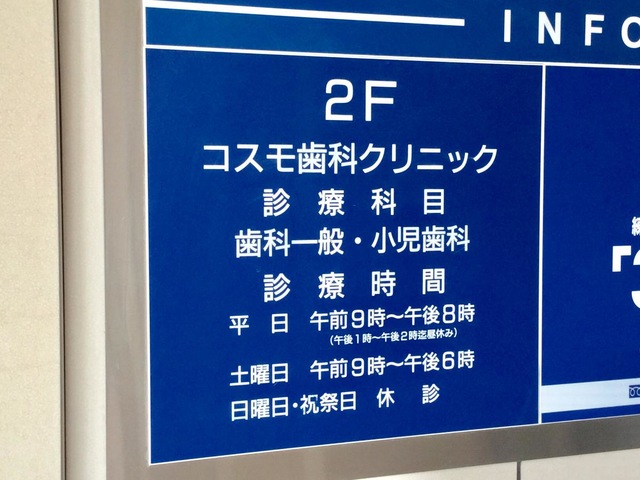 INFO
2F
コスモ歯科クリニック
診療科目
歯科一般・小児歯科
診療時間
平日 午前9時〜午後8時
(午後1時〜午後2時迄昼休み)
土曜日 午前9時〜午後6時
日曜日・祝祭日 休診